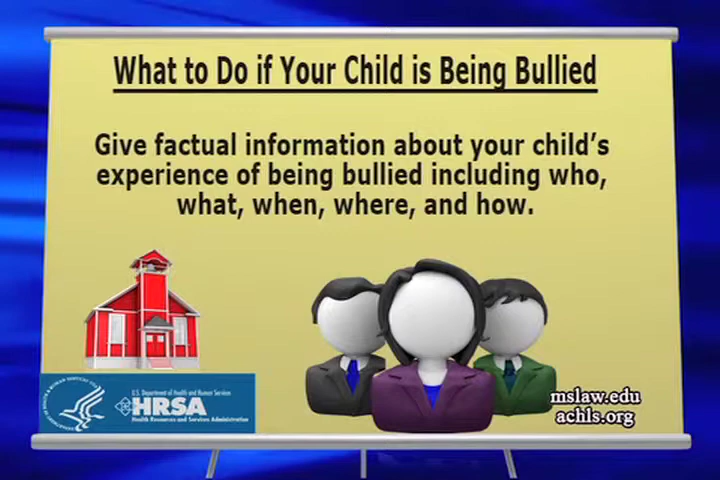 What to Do if Your Child is Being Bullied
Give factual information about your child's
experience of being bullied including who,
what, when, where, and how.
U.S. Department of Health and Human Services
HRSA
Health Resources and Services Administration
mslaw.edu
achls.org